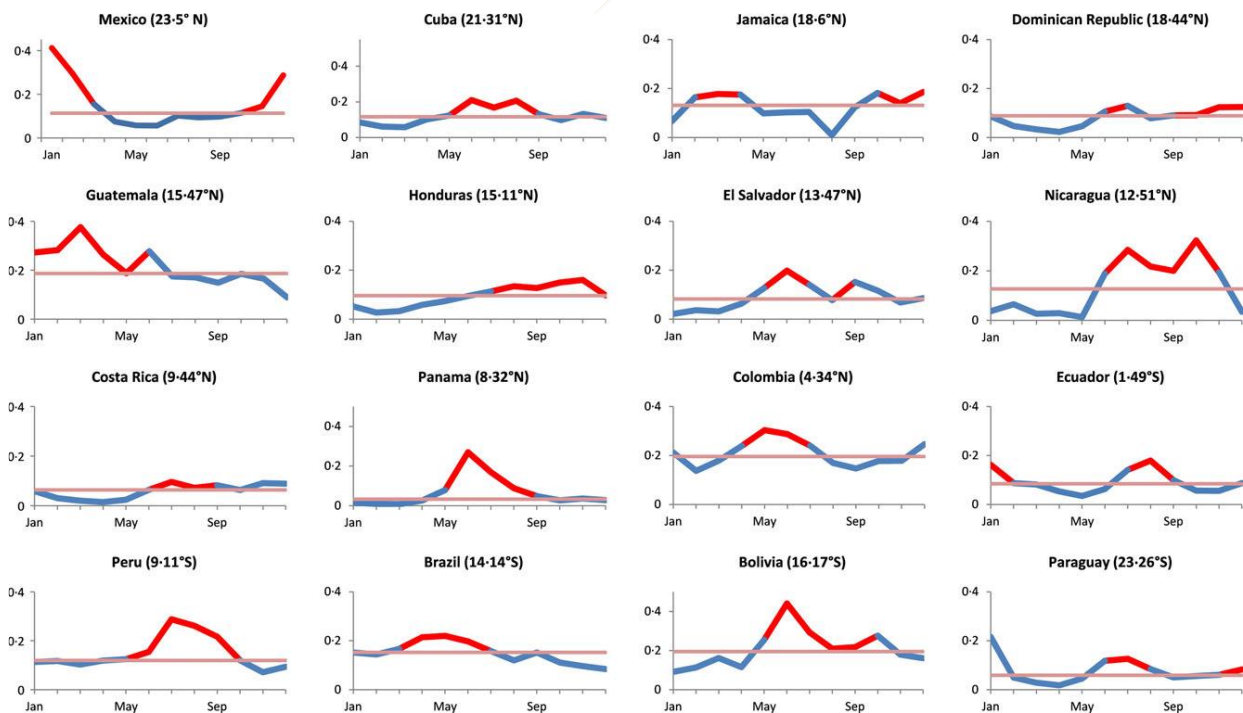 Mexico (23·5° N)
0·4
0·2
0
Jan May Sep
Cuba (21·31°N)
0·4
0·2
0
Jan May Sep
Jamaica (18·6°N)
0·4
0·2
0
Jan May Sep
Dominican Republic (18·44°N)
0·4
0·2
0
Jan May Sep
Guatemala (15·47°N)
0·4
0·2
0
Jan May Sep
Honduras (15·11°N)
0·4
0·2
0
Jan May Sep
El Salvador (13·47°N)
0·4
0·2
0
Jan May Sep
Nicaragua (12·51°N)
0·4
0·2
0
Jan May Sep
Costa Rica (9·44°N)
0·4
0·2
0
Jan May Sep
Panama (8·32°N)
0·4
0·2
0
Jan May Sep
Colombia (4·34°N)
0·4
0·2
0
Jan May Sep
Ecuador (1·49°S)
0·4
0·2
0
Jan May Sep
Peru (9·11°S)
0·4
0·2
0
Jan May Sep
Brazil (14·14°S)
0·4
0·2
0
Jan May Sep
Bolivia (16·17°S)
0·4
0·2
0
Jan May Sep
Paraguay (23·26°S)
0·4
0·2
0
Jan May Sep